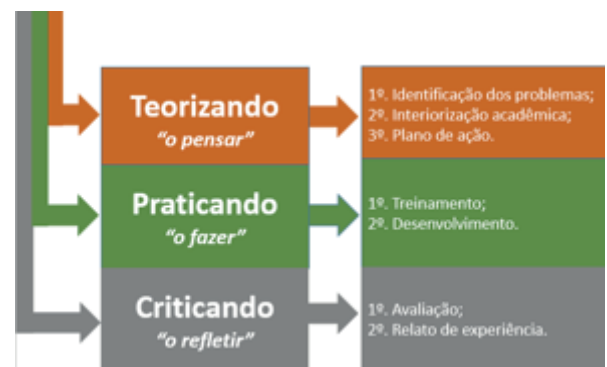 Teorizando
“o pensar”
1º. Identificação dos problemas;
2º. Interiorização acadêmica;
3º. Plano de ação.
Praticando
“o fazer”
1º. Treinamento;
2º. Desenvolvimento.
Criticando
“o refletir”
1º. Avaliação;
2º. Relato de experiência.